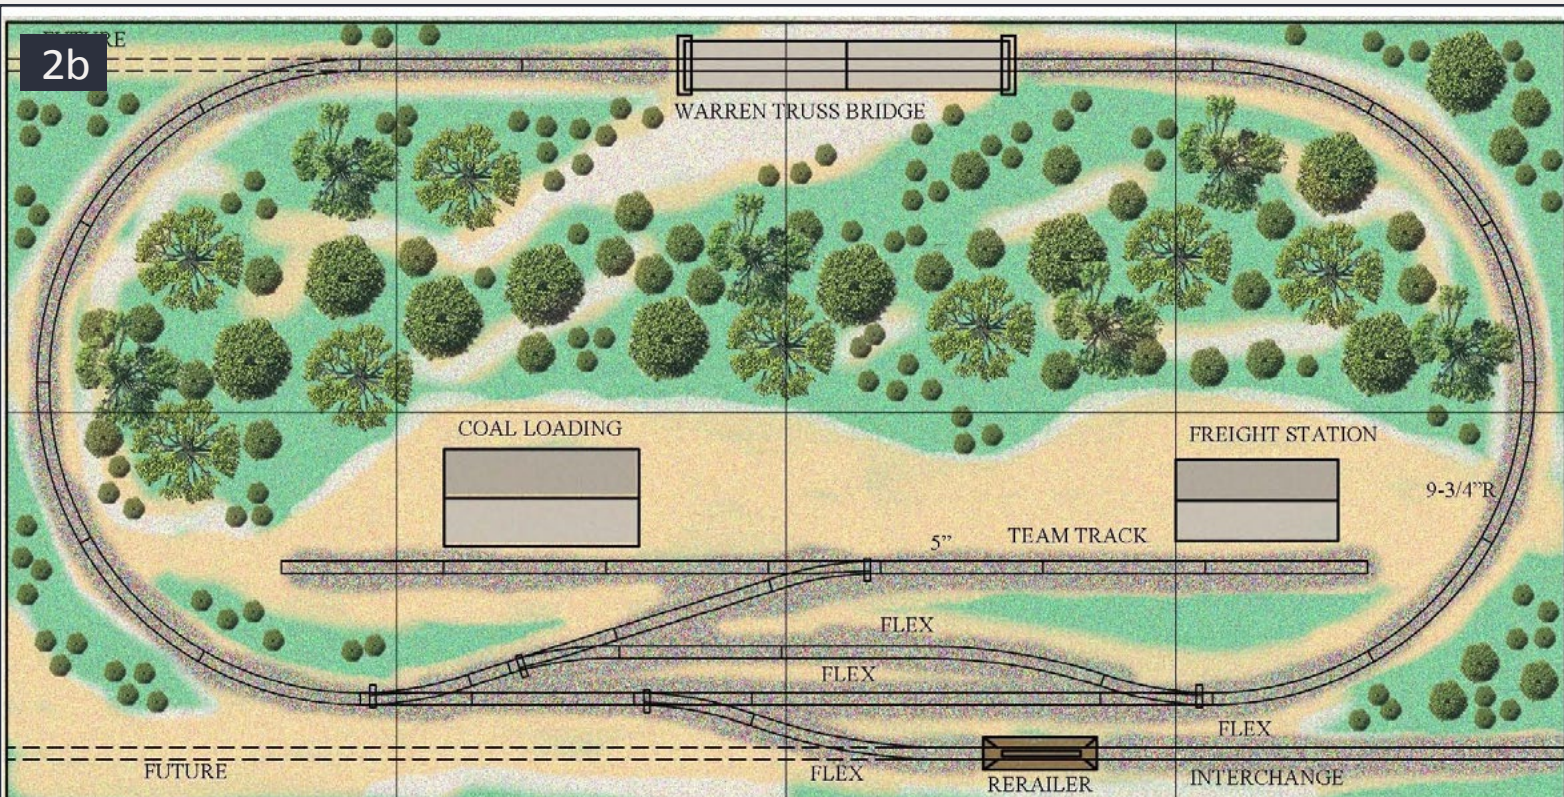 FUTURE
2b
WARREN TRUSS BRIDGE
COAL LOADING
FREIGHT STATION
9-3/4"R
5"
TEAM TRACK
FLEX
FLEX
FLEX
FUTURE
FLEX
RERAILER
INTERCHANGE